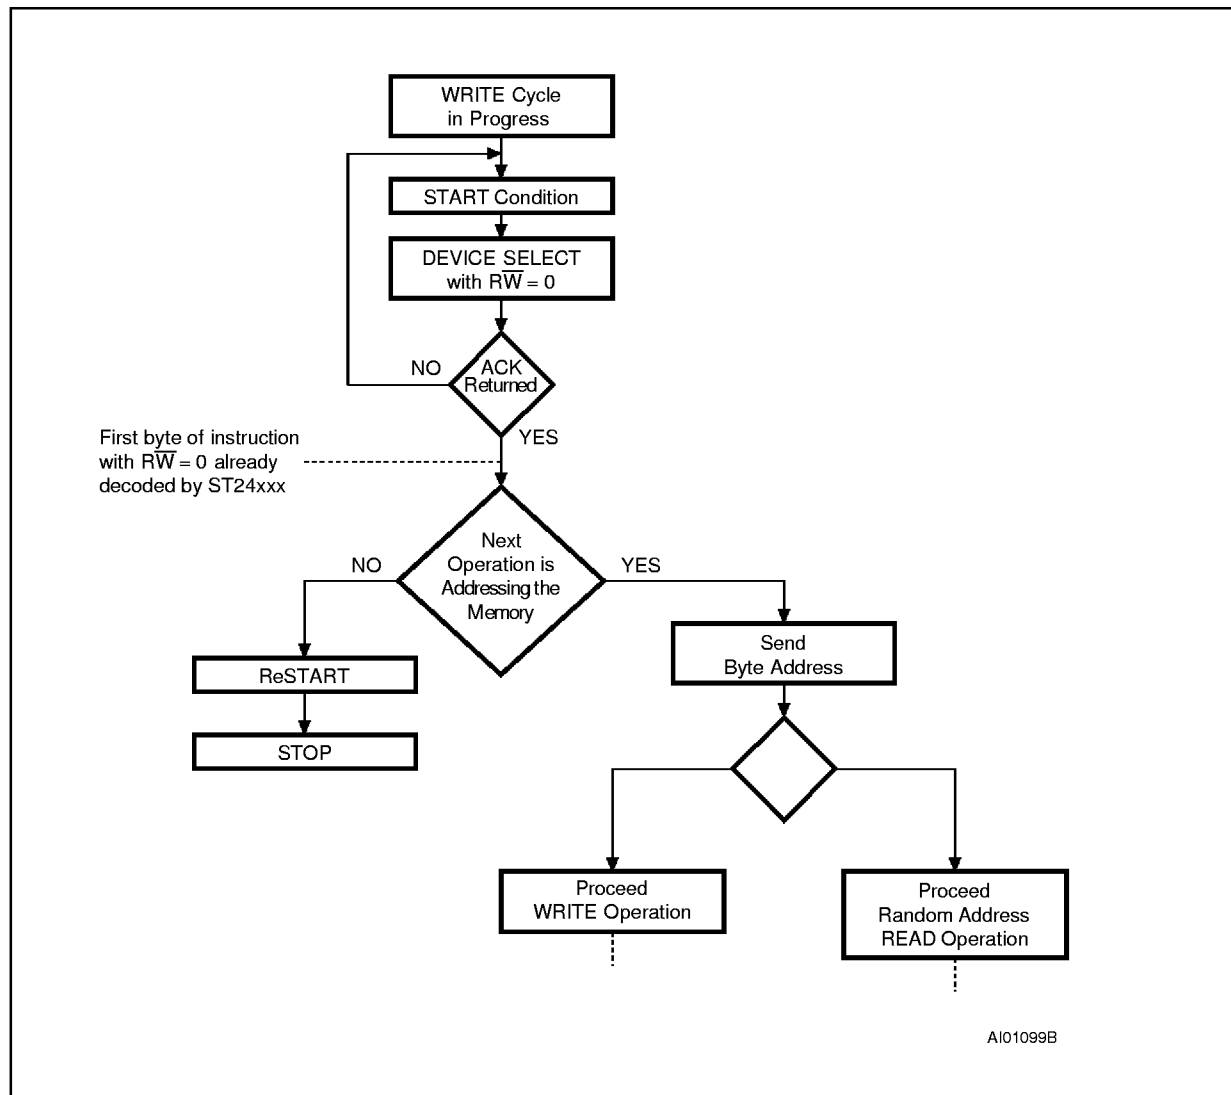 WRITE Cycle
in Progress
START Condition
DEVICE SELECT
with RW̅ = 0
ACK
Returned
NO
YES
First byte of instruction
with RW̅ = 0 already
decoded by ST24xxx
Next
Operation is
Addressing the
Memory
NO
YES
Send
Byte Address
ReSTART
STOP
Proceed
WRITE Operation
Proceed
Random Address
READ Operation
AI01099B